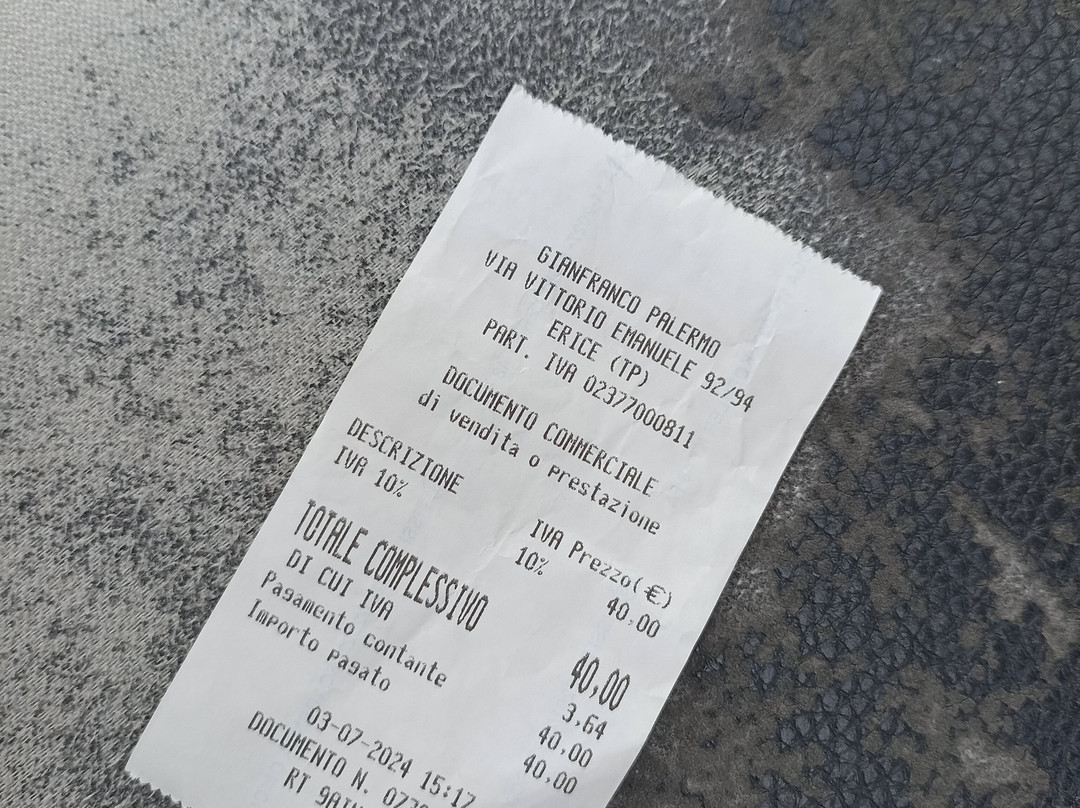 GIANFRANCO PALERMO
VIA VITTORIO EMANUELE 92/94
ERICE (TP)
PART. IVA 02377000811
DOCUMENTO COMMERCIALE
di vendita o prestazione
DESCRIZIONE IVA Prezzo(€)
IVA 10% 10% 40,00
TOTALE COMPLESSIVO 40,00
DI CUI IVA 3,64
Pagamento contante 40,00
Importo pagato 40,00
03-07-2024 15:17
DOCUMENTO N.
RT